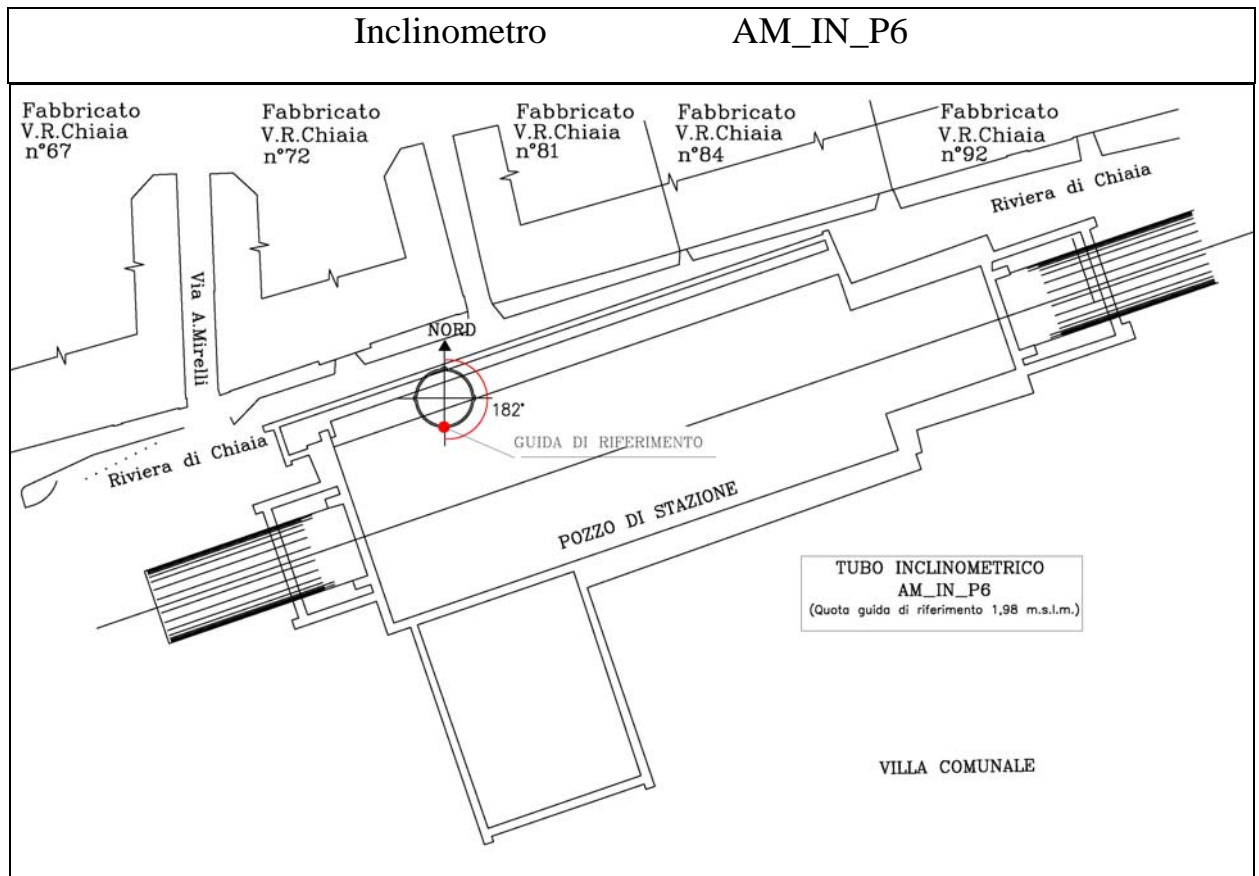 Inclinometro AM_IN_P6
Fabbricato
V.R.Chiaia
n°67
Fabbricato
V.R.Chiaia
n°72
Fabbricato
V.R.Chiaia
n°81
Fabbricato
V.R.Chiaia
n°84
Fabbricato
V.R.Chiaia
n°92
Riviera di Chiaia
Via A.Mirelli
NORD
182°
GUIDA DI RIFERIMENTO
Riviera di Chiaia
POZZO DI STAZIONE
TUBO INCLINOMETRICO
AM_IN_P6
(Quota guida di riferimento 1,98 m.s.l.m.)
VILLA COMUNALE